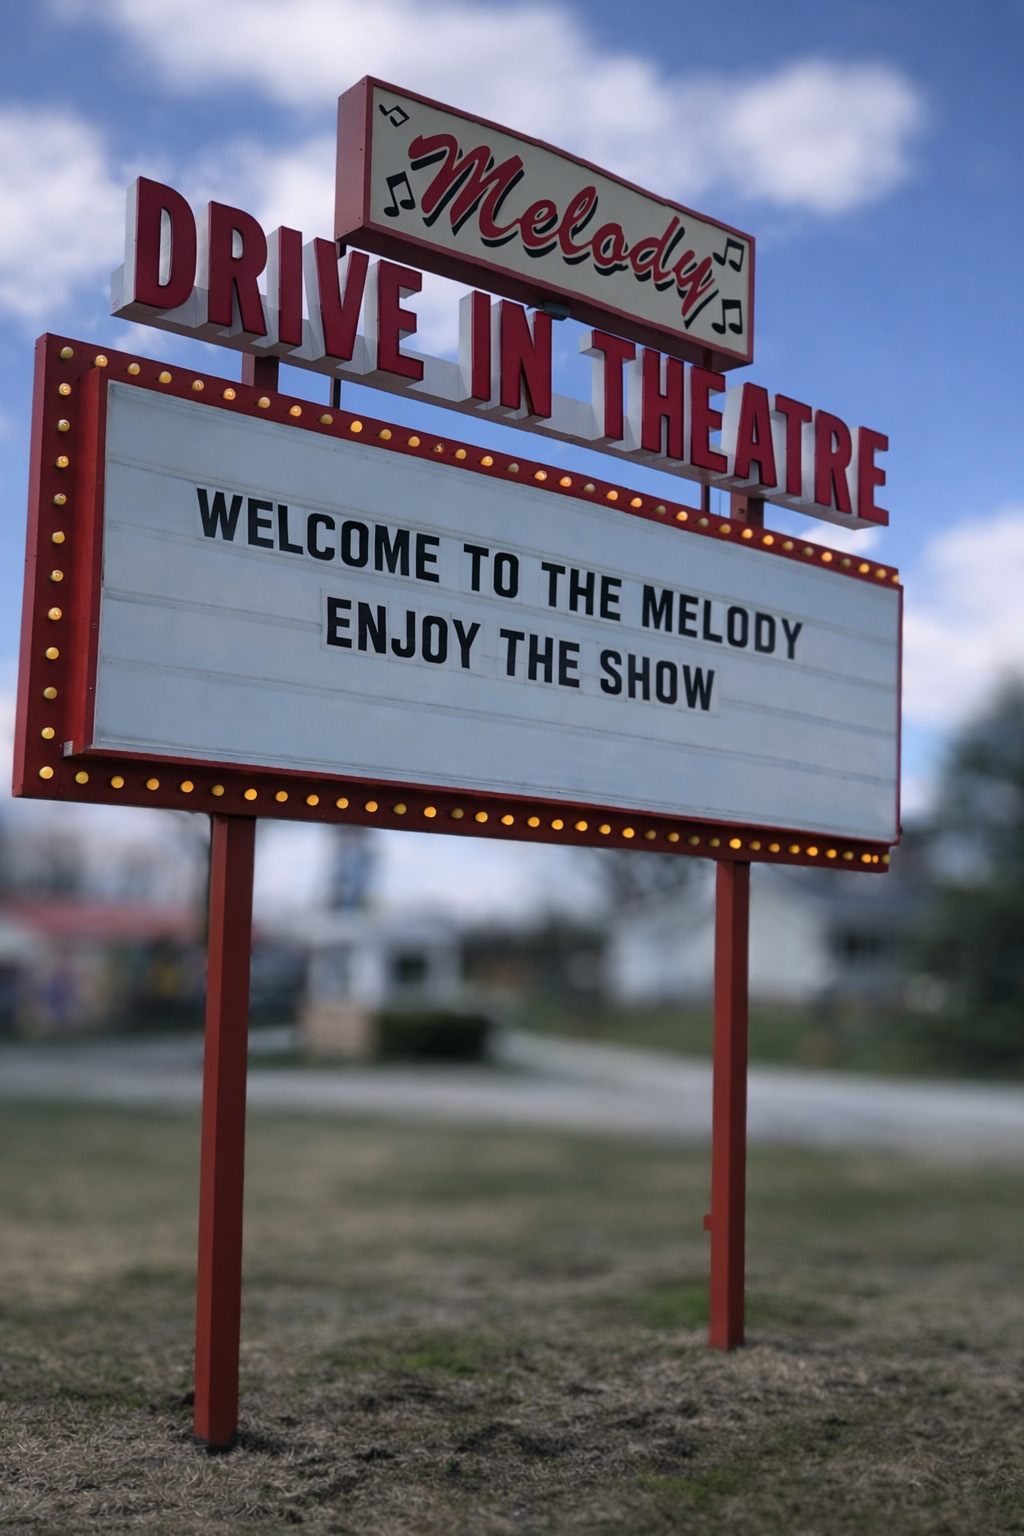 Melody
DRIVE IN THEATRE
WELCOME TO THE MELODY
ENJOY THE SHOW